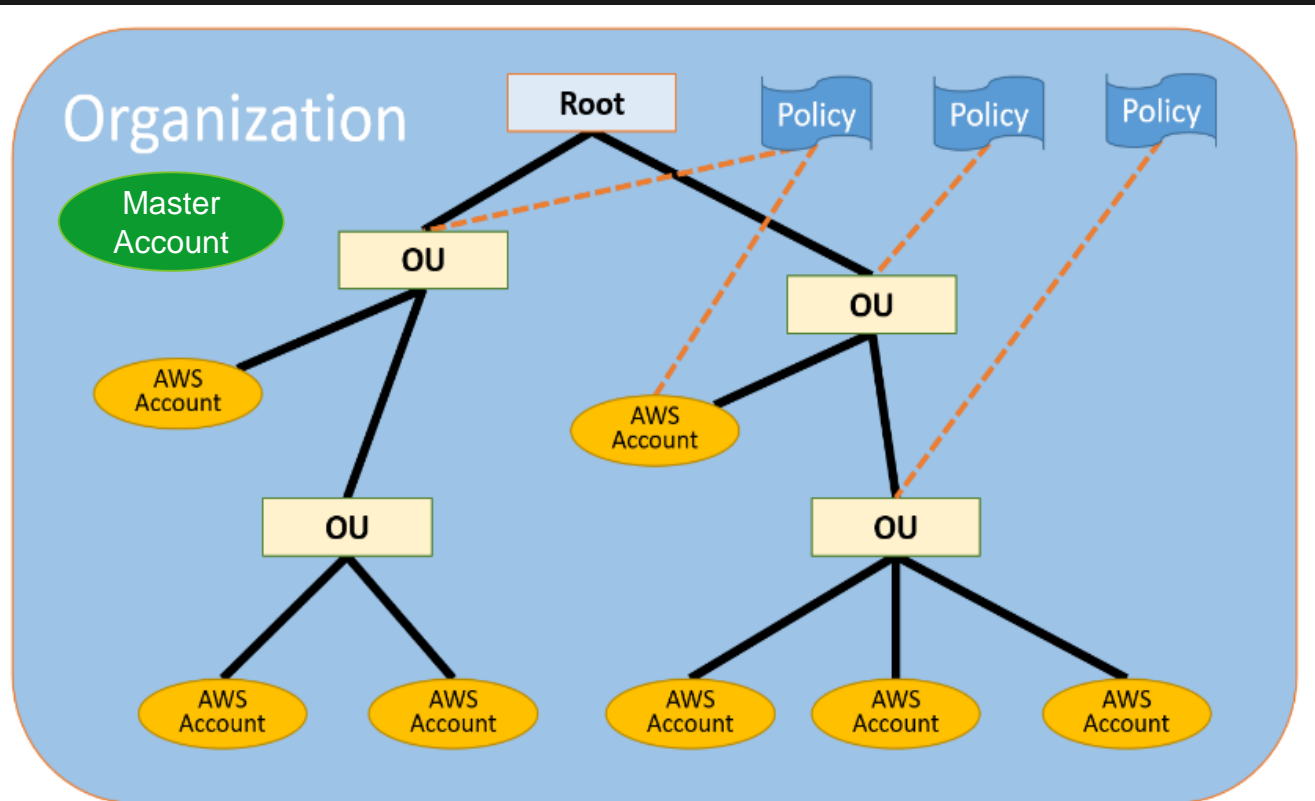 Organization
Root
Policy
Policy
Policy
Master
Account
OU
OU
AWS
Account
AWS
Account
OU
OU
AWS
Account
AWS
Account
AWS
Account
AWS
Account
AWS
Account